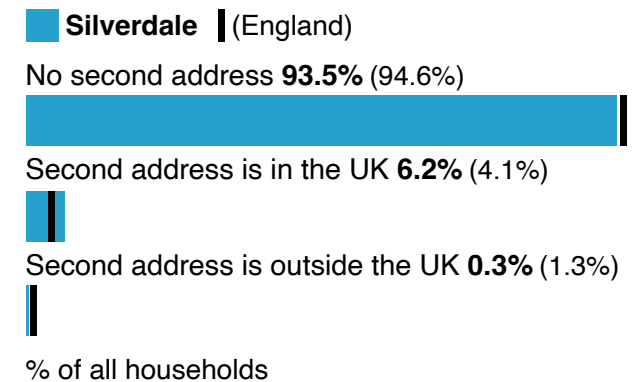 Silverdale (England)
No second address 93.5% (94.6%)
Second address is in the UK 6.2% (4.1%)
Second address is outside the UK 0.3% (1.3%)
% of all households